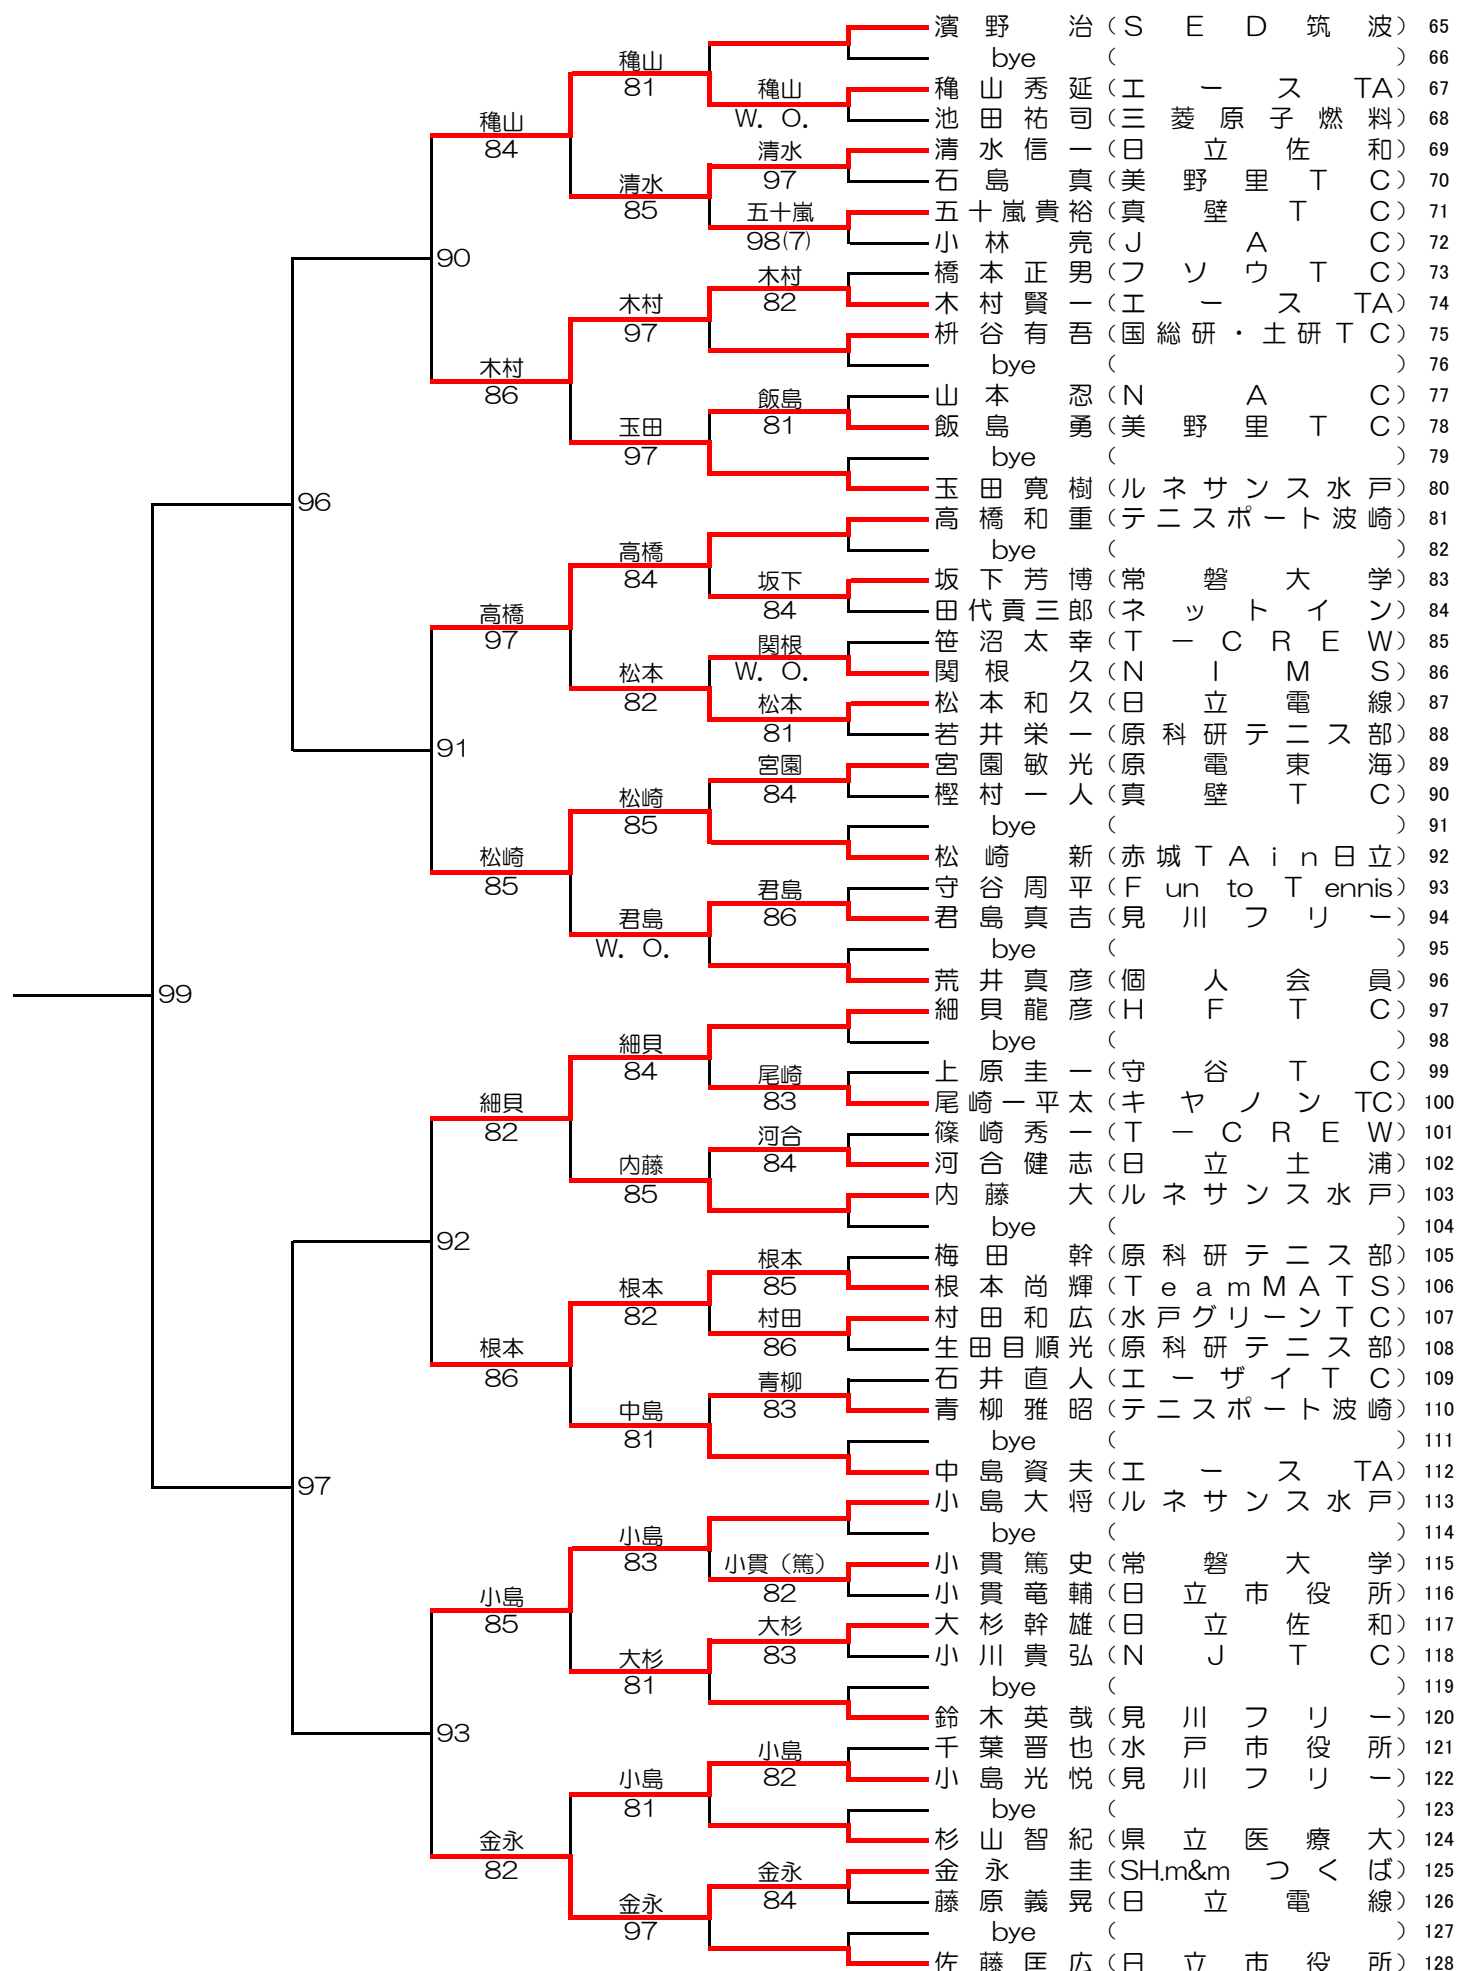 濱野 治（SED筑波） 65
bye （ ） 66
穐山
81
穐山秀延（エースTA） 67
穐山
W．O．
池田祐司（三菱原子燃料） 68
穐山
84
清水信一（日立佐和） 69
清水
97
石島 真（美野里TC） 70
清水
85
五十嵐貴裕（真壁TC） 71
五十嵐
98(7)
小林 亮（JAC） 72
90
橋本正男（フソウTC） 73
木村
82
木村賢一（エースTA） 74
木村
97
枡谷有吾（国総研・土研TC） 75
bye （ ） 76
木村
86
山本 忍（NAC） 77
飯島
81
飯島 勇（美野里TC） 78
玉田
97
bye （ ） 79
玉田寛樹（ルネサンス水戸） 80
96
高橋和重（テニスポート波崎） 81
bye （ ） 82
高橋
84
坂下芳博（常磐大学） 83
坂下
84
田代貢三郎（ネットイン） 84
高橋
97
笹沼太幸（T－CREW） 85
関根
W．O．
関根 久（NIMS） 86
松本
82
松本和久（日立電線） 87
松本
81
若井栄一（原科研テニス部） 88
91
宮園敏光（原電東海） 89
宮園
84
樫村一人（真壁TC） 90
松崎
85
bye （ ） 91
松崎 新（赤城TAin日立） 92
松崎
85
守谷周平（Fun to Tennis） 93
君島
86
君島真吉（見川フリー） 94
君島
W．O．
bye （ ） 95
荒井真彦（個人会員） 96
99
細貝龍彦（HFTC） 97
bye （ ） 98
細貝
84
上原圭一（守谷TC） 99
尾崎
83
尾崎一平太（キヤノンTC） 100
細貝
82
篠崎秀一（T－CREW） 101
河合
84
河合健志（日立土浦） 102
内藤
85
内藤 大（ルネサンス水戸） 103
bye （ ） 104
92
梅田 幹（原科研テニス部） 105
根本
85
根本尚輝（TeamMATS） 106
根本
82
村田和広（水戸グリーンTC） 107
村田
86
生田目順光（原科研テニス部） 108
根本
86
石井直人（エーザイTC） 109
青柳
83
青柳雅昭（テニスポート波崎） 110
中島
81
bye （ ） 111
中島資夫（エースTA） 112
97
小島大将（ルネサンス水戸） 113
bye （ ） 114
小島
83
小貫篤史（常磐大学） 115
小貫（篤）
82
小貫竜輔（日立市役所） 116
小島
85
大杉幹雄（日立佐和） 117
大杉
83
小川貴弘（NJTC） 118
大杉
81
bye （ ） 119
鈴木英哉（見川フリー） 120
93
千葉晋也（水戸市役所） 121
小島
82
小島光悦（見川フリー） 122
小島
81
bye （ ） 123
杉山智紀（県立医療大） 124
金永
82
金永 圭（SH.m&m つくば） 125
金永
84
藤原義晃（日立電線） 126
金永
97
bye （ ） 127
佐藤匡広（日立市役所） 128